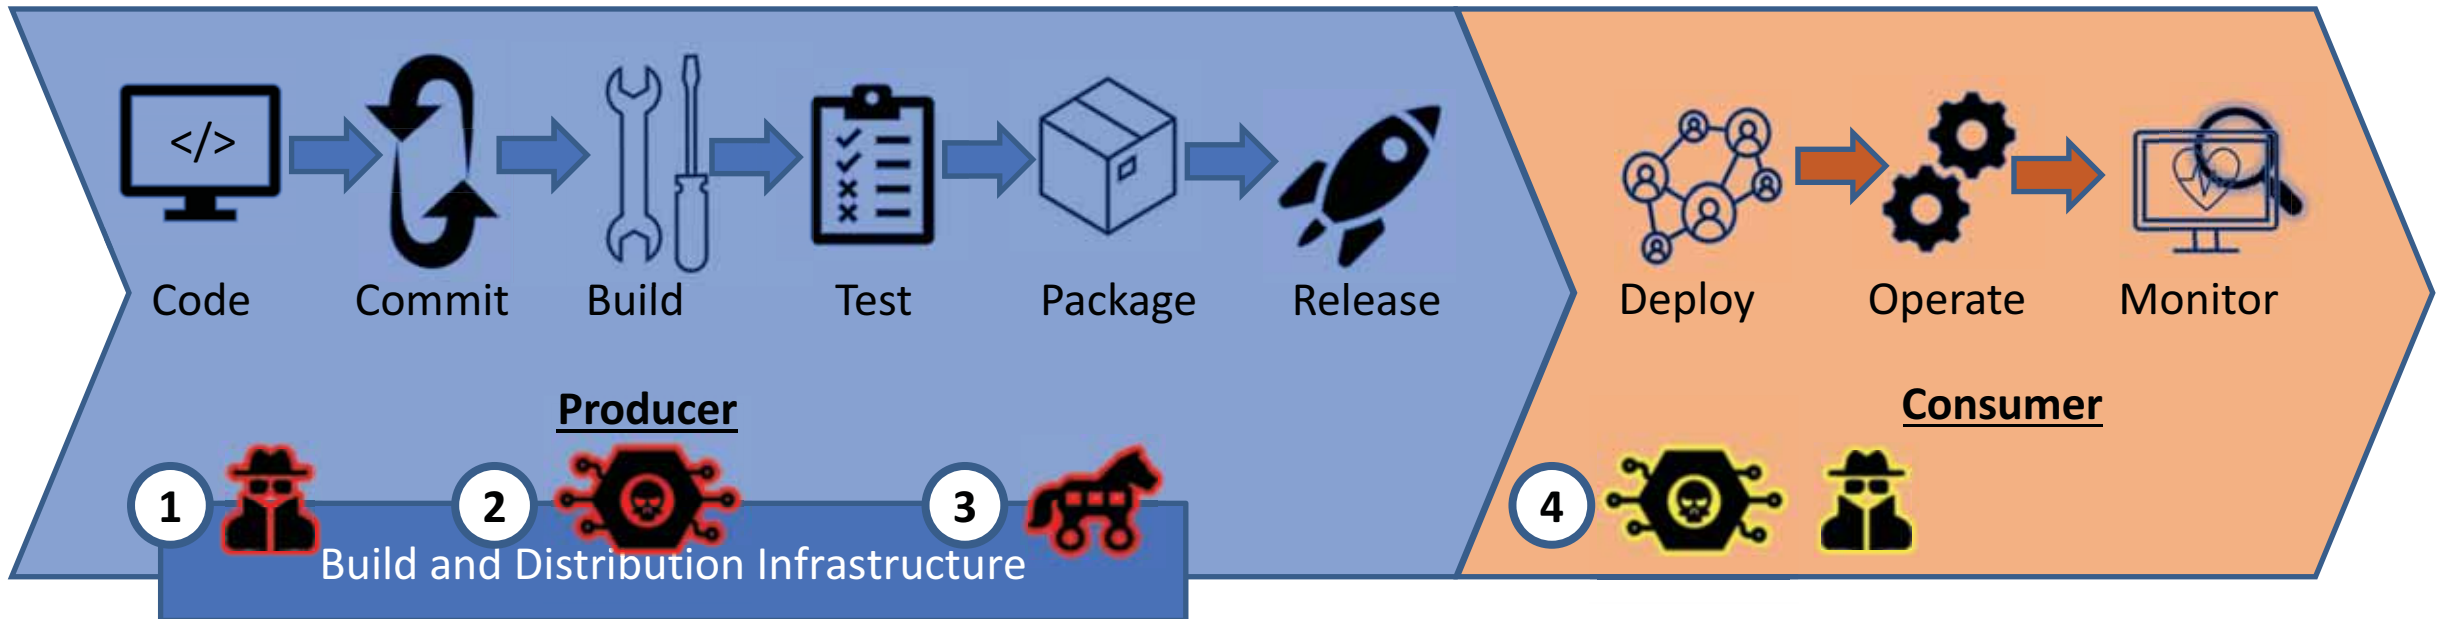 </>
Code
Commit
Build
Test
Package
Release
Deploy
Operate
Monitor
Producer
Consumer
1
2
3
4
Build and Distribution Infrastructure